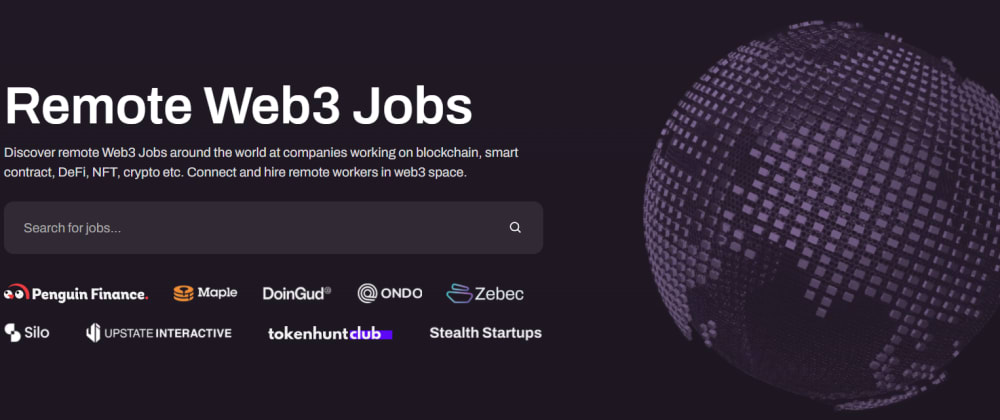 Remote Web3 Jobs
Discover remote Web3 Jobs around the world at companies working on blockchain, smart
contract, DeFi, NFT, crypto etc. Connect and hire remote workers in web3 space.
Search for jobs...
Penguin Finance. Maple DoinGud® ONDO Zebec
Silo UPSTATE INTERACTIVE tokenhunt club Stealth Startups